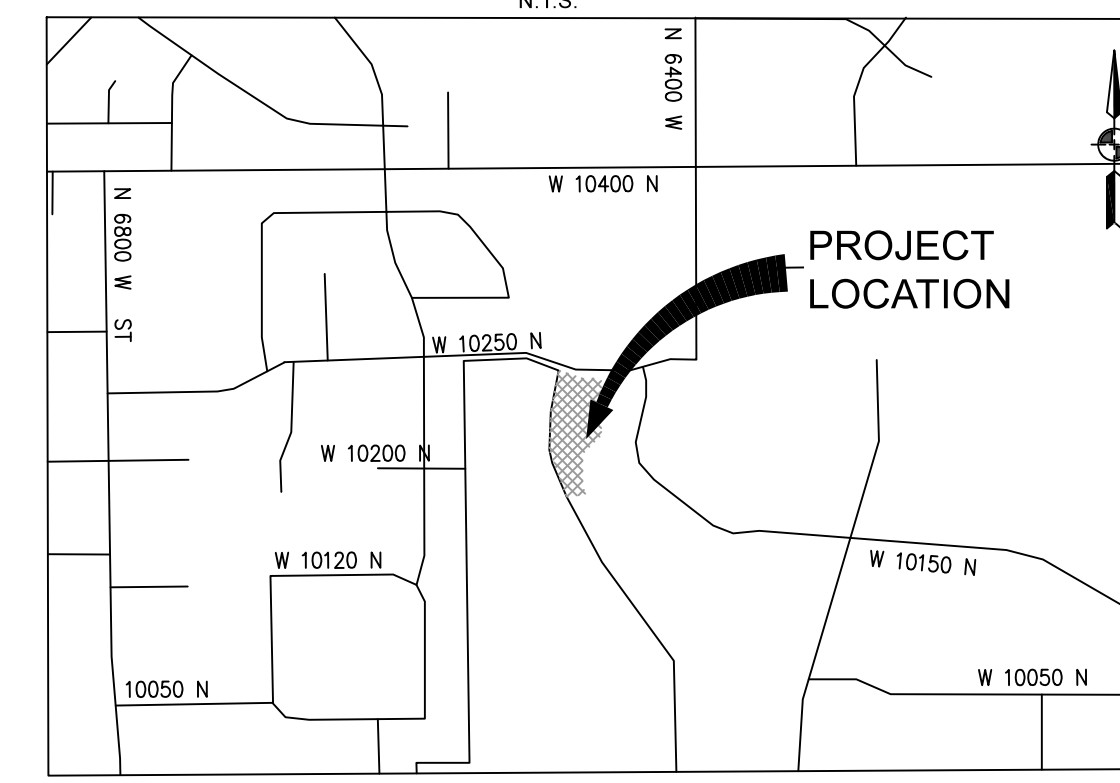 N.T.S.
N 6400 W
W 10400 N
N 6800 W ST
PROJECT
LOCATION
W 10250 N
W 10200 N
W 10120 N
W 10150 N
10050 N
W 10050 N